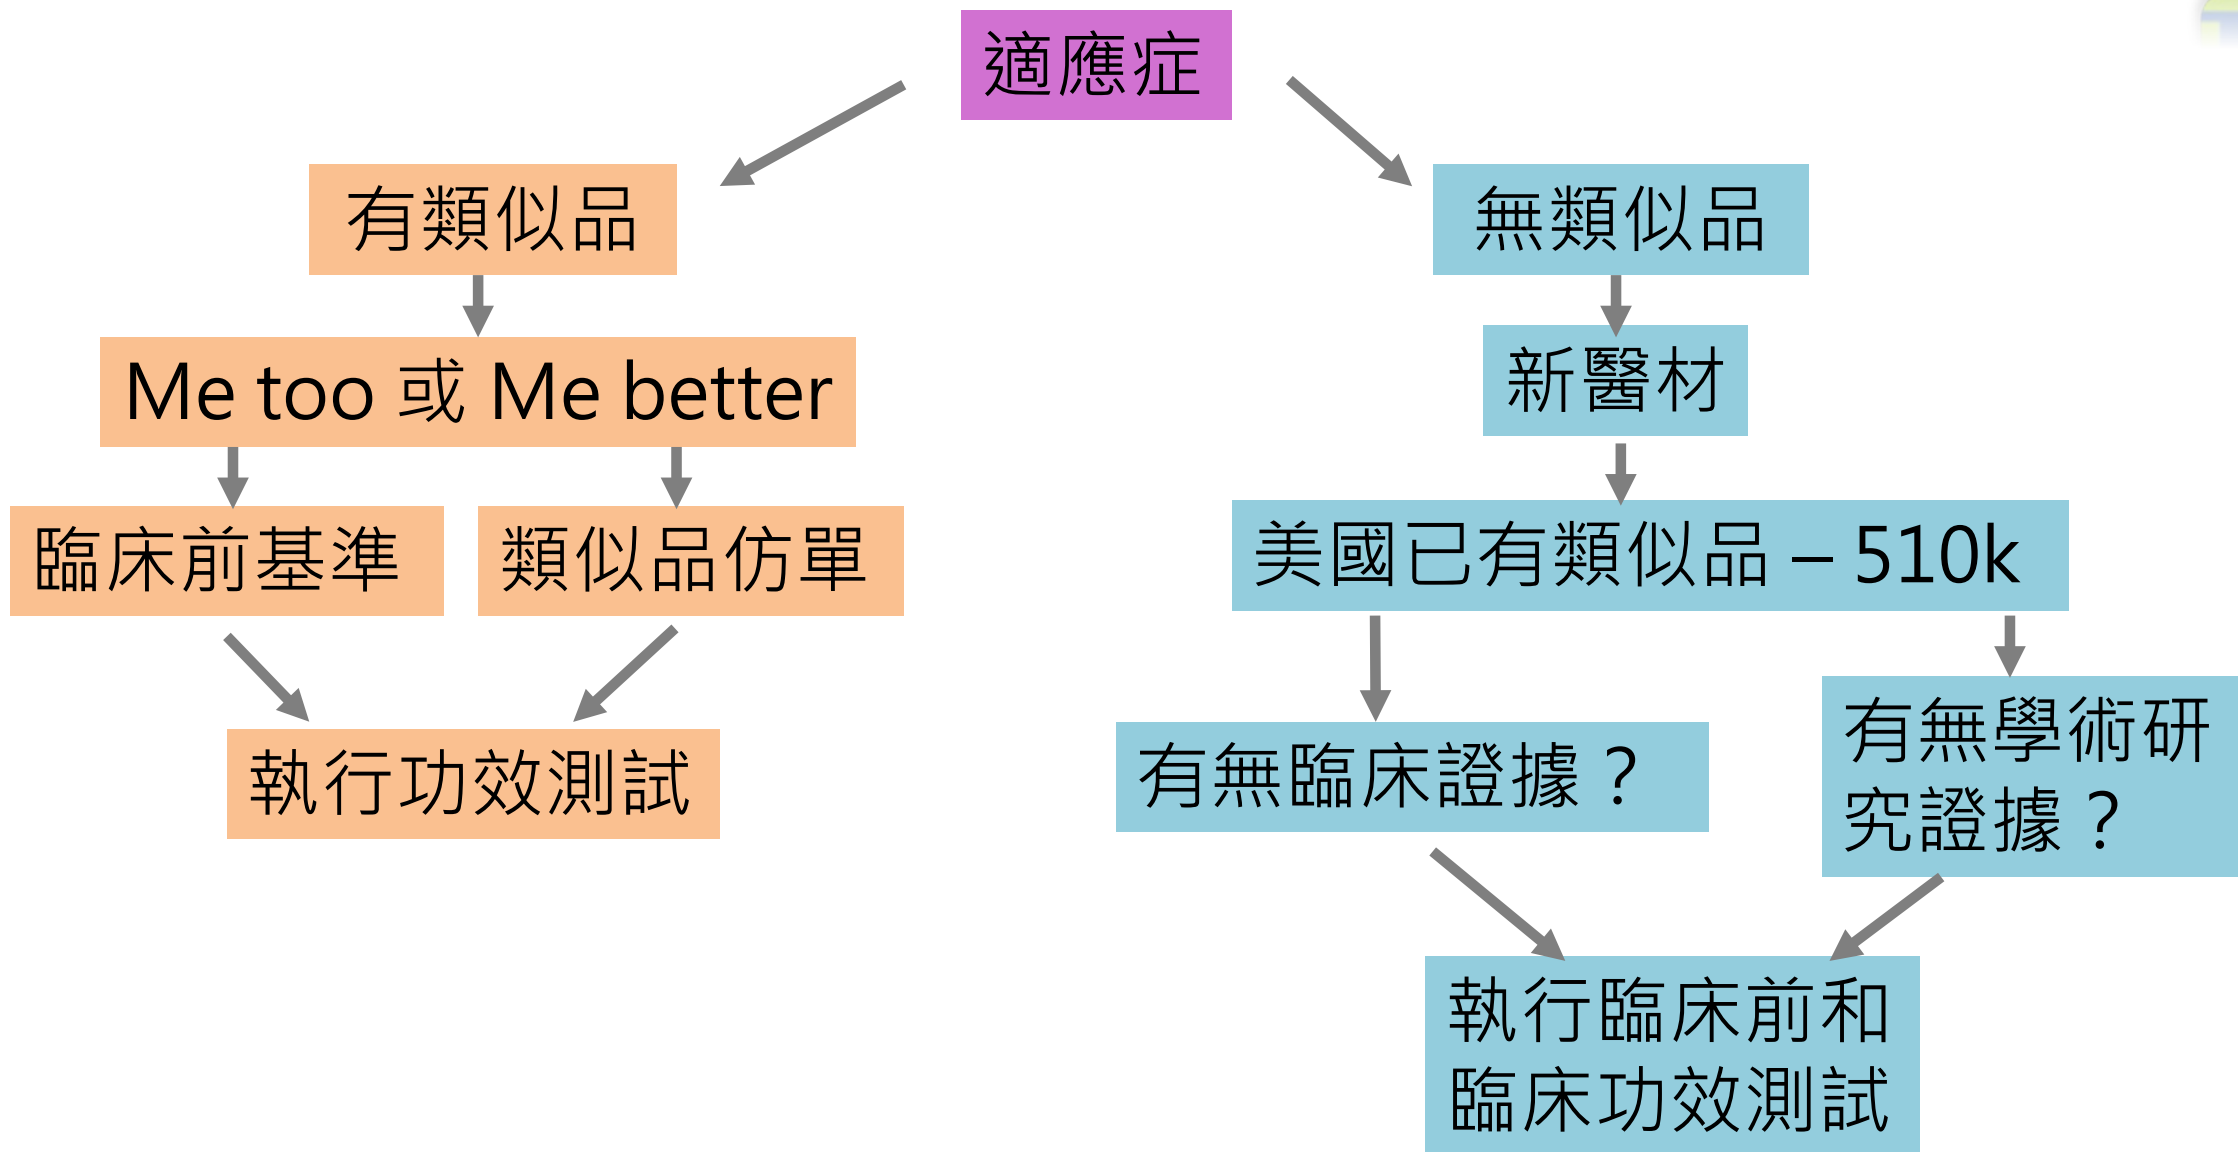 適應症
有類似品
無類似品
Me too 或 Me better
新醫材
臨床前基準
類似品仿單
美國已有類似品 – 510k
執行功效測試
有無臨床證據？
有無學術研
究證據？
執行臨床前和
臨床功效測試